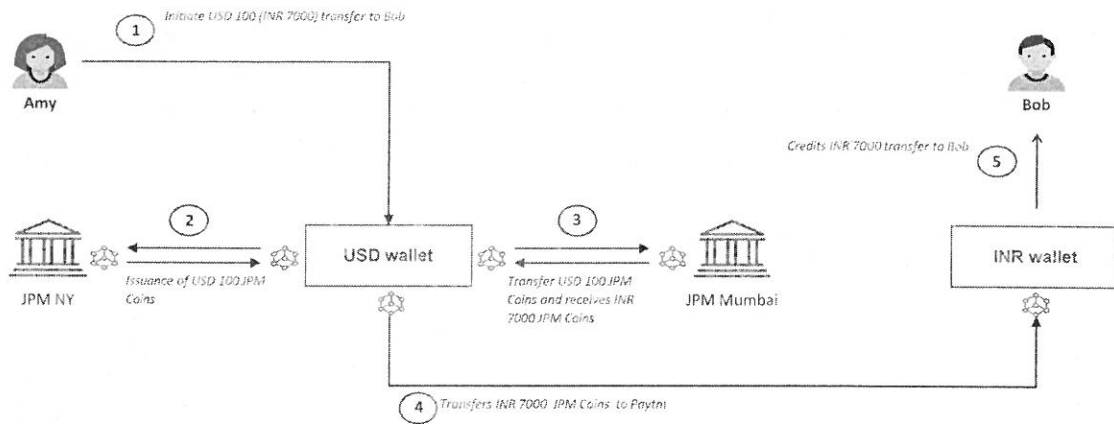 1
Initiate USD 100 (INR 7000) transfer to Bob
Amy
Bob
Credits INR 7000 transfer to Bob
5
2
3
USD wallet
INR wallet
JPM NY
Issuance of USD 100 JPM
Coins
Transfer USD 100 JPM
Coins and receives INR
7000 JPM Coins
JPM Mumbai
4
Transfers INR 7000 JPM Coins to Paytm